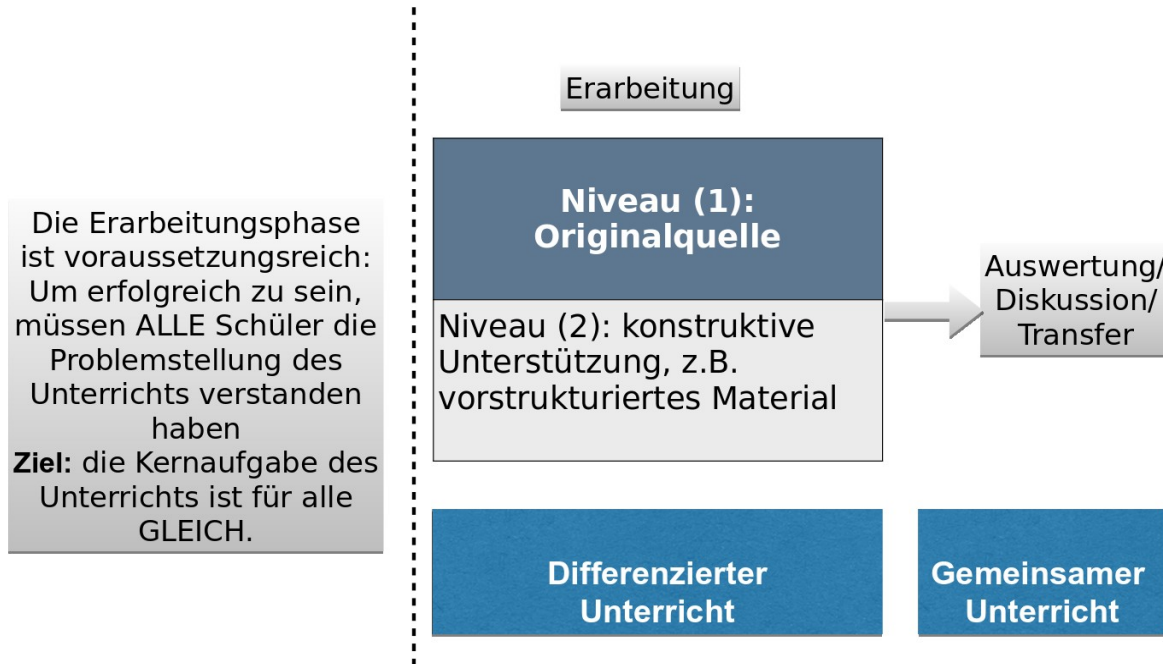 Die Erarbeitungsphase
ist voraussetzungsreich:
Um erfolgreich zu sein,
müssen ALLE Schüler die
Problemstellung des
Unterrichts verstanden
haben
Ziel: die Kernaufgabe des
Unterrichts ist für alle
GLEICH.
Erarbeitung
Niveau (1):
Originalquelle
Niveau (2): konstruktive
Unterstützung, z.B.
vorstrukturiertes Material
Auswertung/
Diskussion/
Transfer
Differenzierter
Unterricht
Gemeinsamer
Unterricht